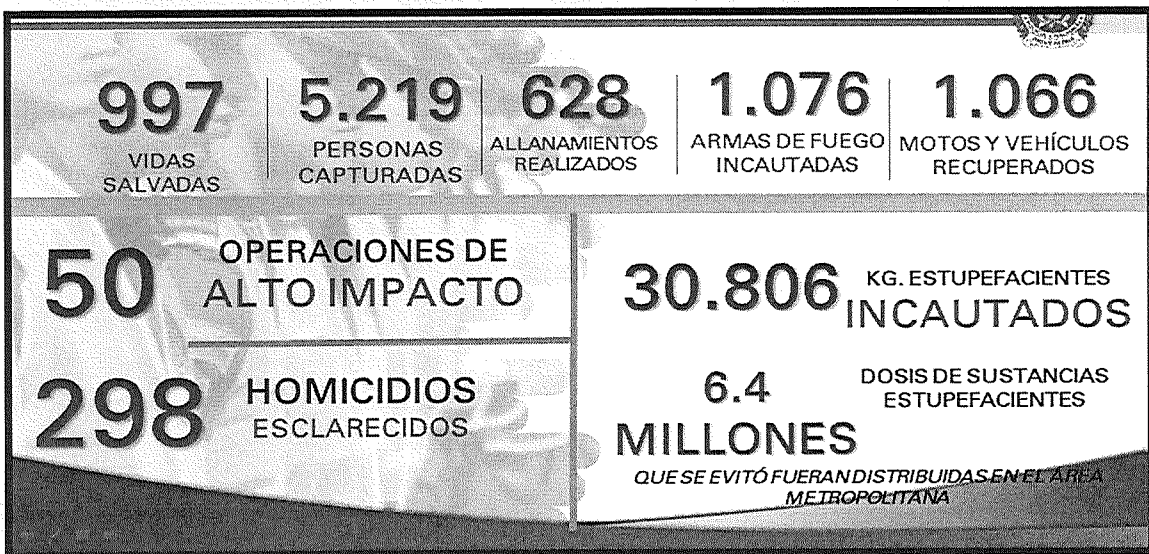 997
VIDAS
SALVADAS
5.219
PERSONAS
CAPTURADAS
628
ALLANAMIENTOS
REALIZADOS
1.076
ARMAS DE FUEGO
INCAUTADAS
1.066
MOTOS Y VEHÍCULOS
RECUPERADOS
50
OPERACIONES DE
ALTO IMPACTO
298
HOMICIDIOS
ESCLARECIDOS
30.806
KG. ESTUPEFACIENTES
INCAUTADOS
6.4
MILLONES
DOSIS DE SUSTANCIAS
ESTUPEFACIENTES
QUE SE EVITÓ FUERAN DISTRIBUIDAS EN EL ÁREA
METROPOLITANA